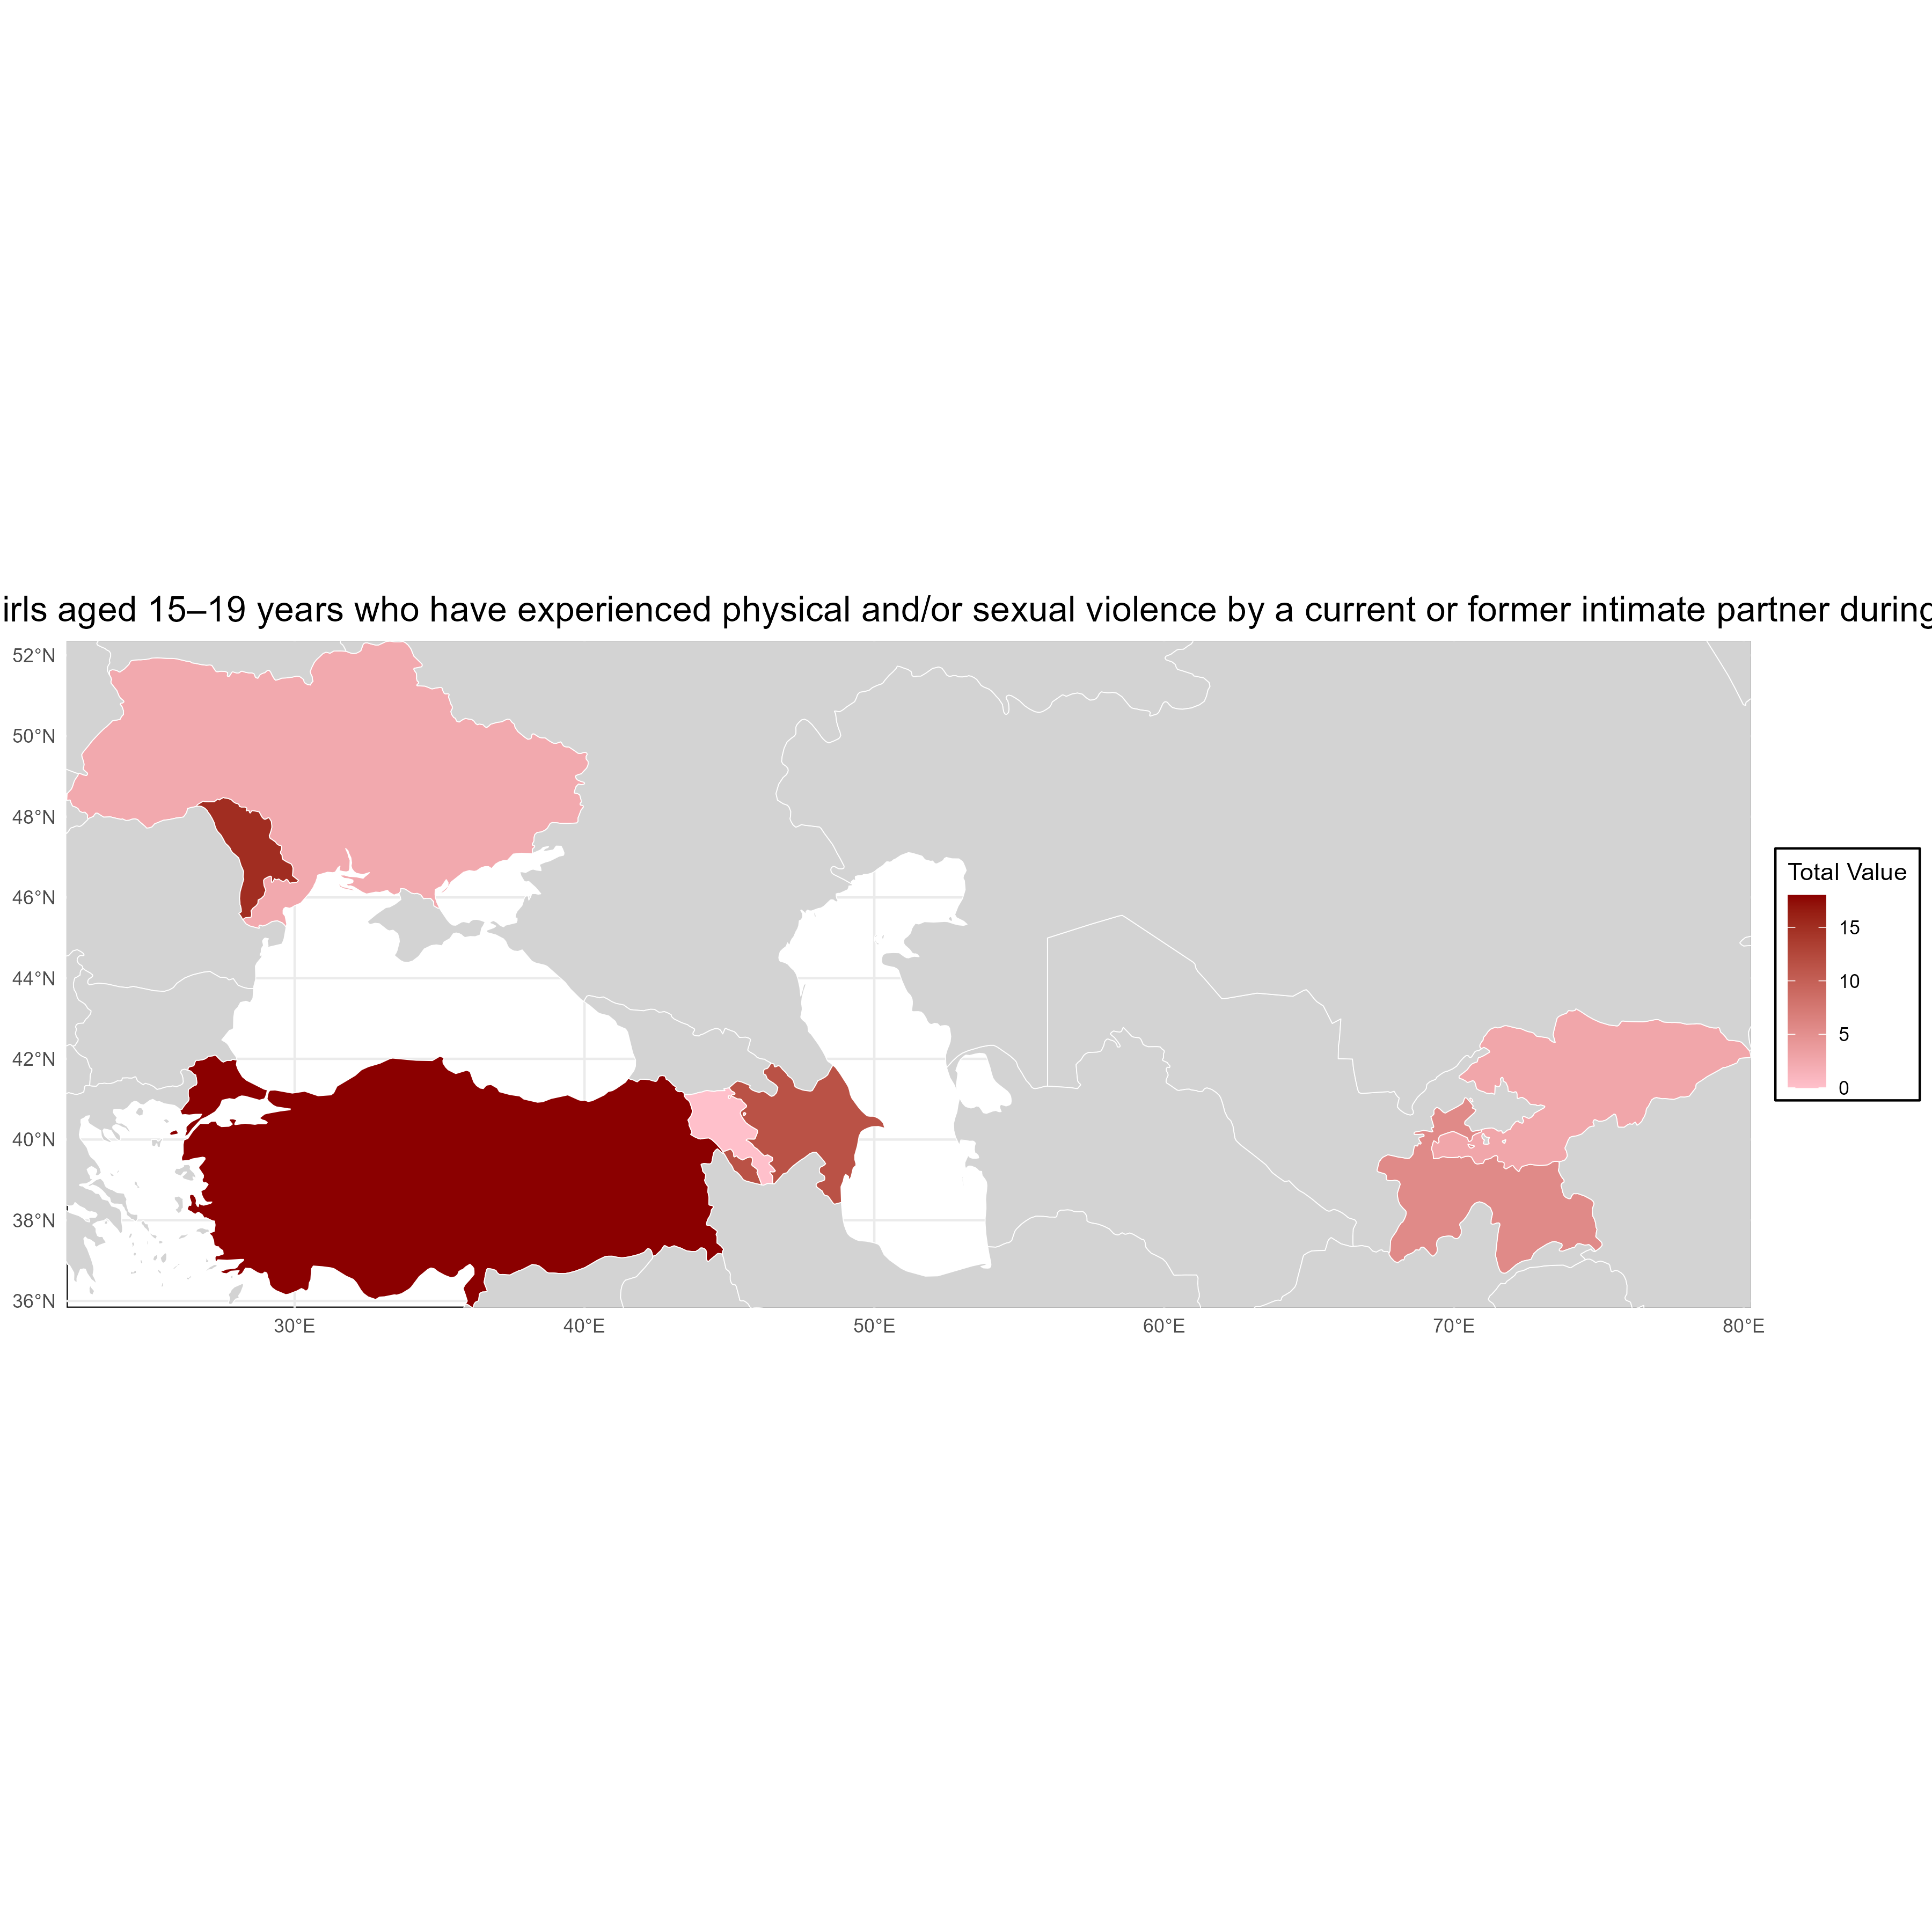 irls aged 15–19 years who have experienced physical and/or sexual violence by a current or former intimate partner during
52°N
50°N
48°N
46°N
44°N
42°N
40°N
38°N
36°N
30°E
40°E
50°E
60°E
70°E
80°E
Total Value
15
10
5
0